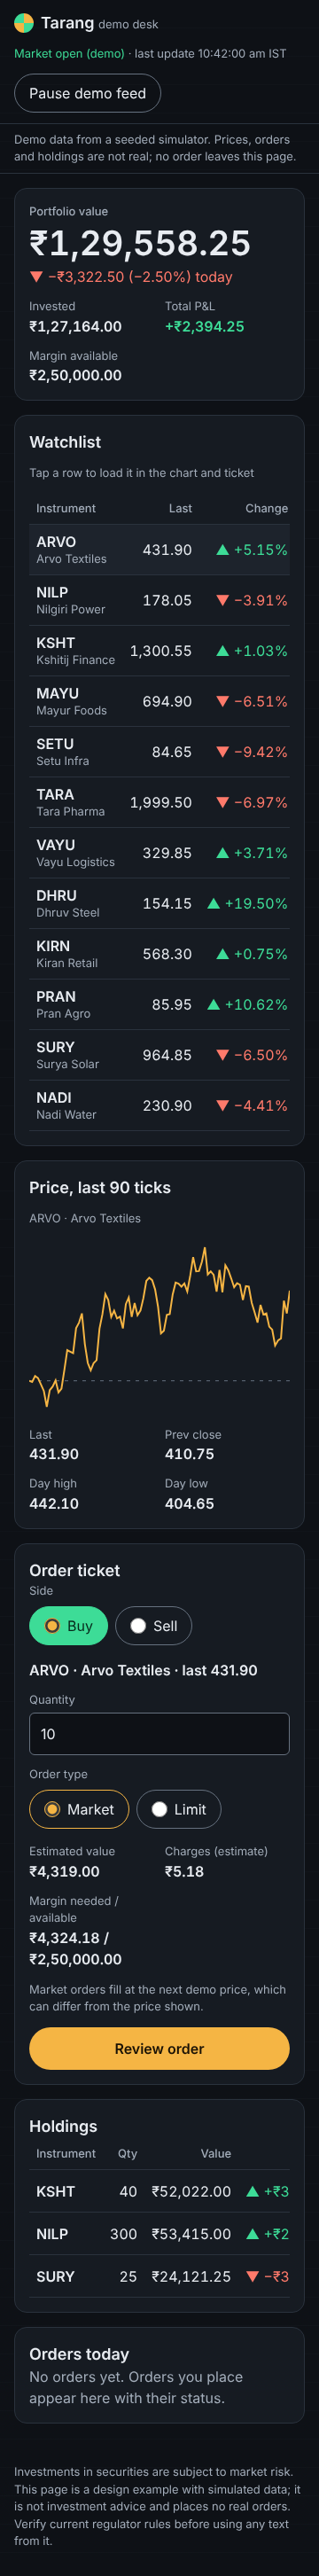 Tarang demo desk
Market open (demo) · last update 10:42:00 am IST
Pause demo feed
Demo data from a seeded simulator. Prices, orders
and holdings are not real; no order leaves this page.
Portfolio value
₹1,29,558.25
▼ −₹3,322.50 (−2.50%) today
Invested Total P&L
₹1,27,164.00 +₹2,394.25
Margin available
₹2,50,000.00
Watchlist
Tap a row to load it in the chart and ticket
Instrument Last Change
ARVO 431.90 ▲ +5.15%
Arvo Textiles
NILP 178.05 ▼ −3.91%
Nilgiri Power
KSHT 1,300.55 ▲ +1.03%
Kshitij Finance
MAYU 694.90 ▼ −6.51%
Mayur Foods
SETU 84.65 ▼ −9.42%
Setu Infra
TARA 1,999.50 ▼ −6.97%
Tara Pharma
VAYU 329.85 ▲ +3.71%
Vayu Logistics
DHRU 154.15 ▲ +19.50%
Dhruv Steel
KIRN 568.30 ▲ +0.75%
Kiran Retail
PRAN 85.95 ▲ +10.62%
Pran Agro
SURY 964.85 ▼ −6.50%
Surya Solar
NADI 230.90 ▼ −4.41%
Nadi Water
Price, last 90 ticks
ARVO · Arvo Textiles
Last Prev close
431.90 410.75
Day high Day low
442.10 404.65
Order ticket
Side
Buy Sell
ARVO · Arvo Textiles · last 431.90
Quantity
10
Order type
Market Limit
Estimated value Charges (estimate)
₹4,319.00 ₹5.18
Margin needed /
available
₹4,324.18 /
₹2,50,000.00
Market orders fill at the next demo price, which
can differ from the price shown.
Review order
Holdings
Instrument Qty Value
KSHT 40 ₹52,022.00 ▲ +₹3
NILP 300 ₹53,415.00 ▲ +₹2
SURY 25 ₹24,121.25 ▼ −₹3
Orders today
No orders yet. Orders you place
appear here with their status.
Investments in securities are subject to market risk.
This page is a design example with simulated data; it
is not investment advice and places no real orders.
Verify current regulator rules before using any text
from it.